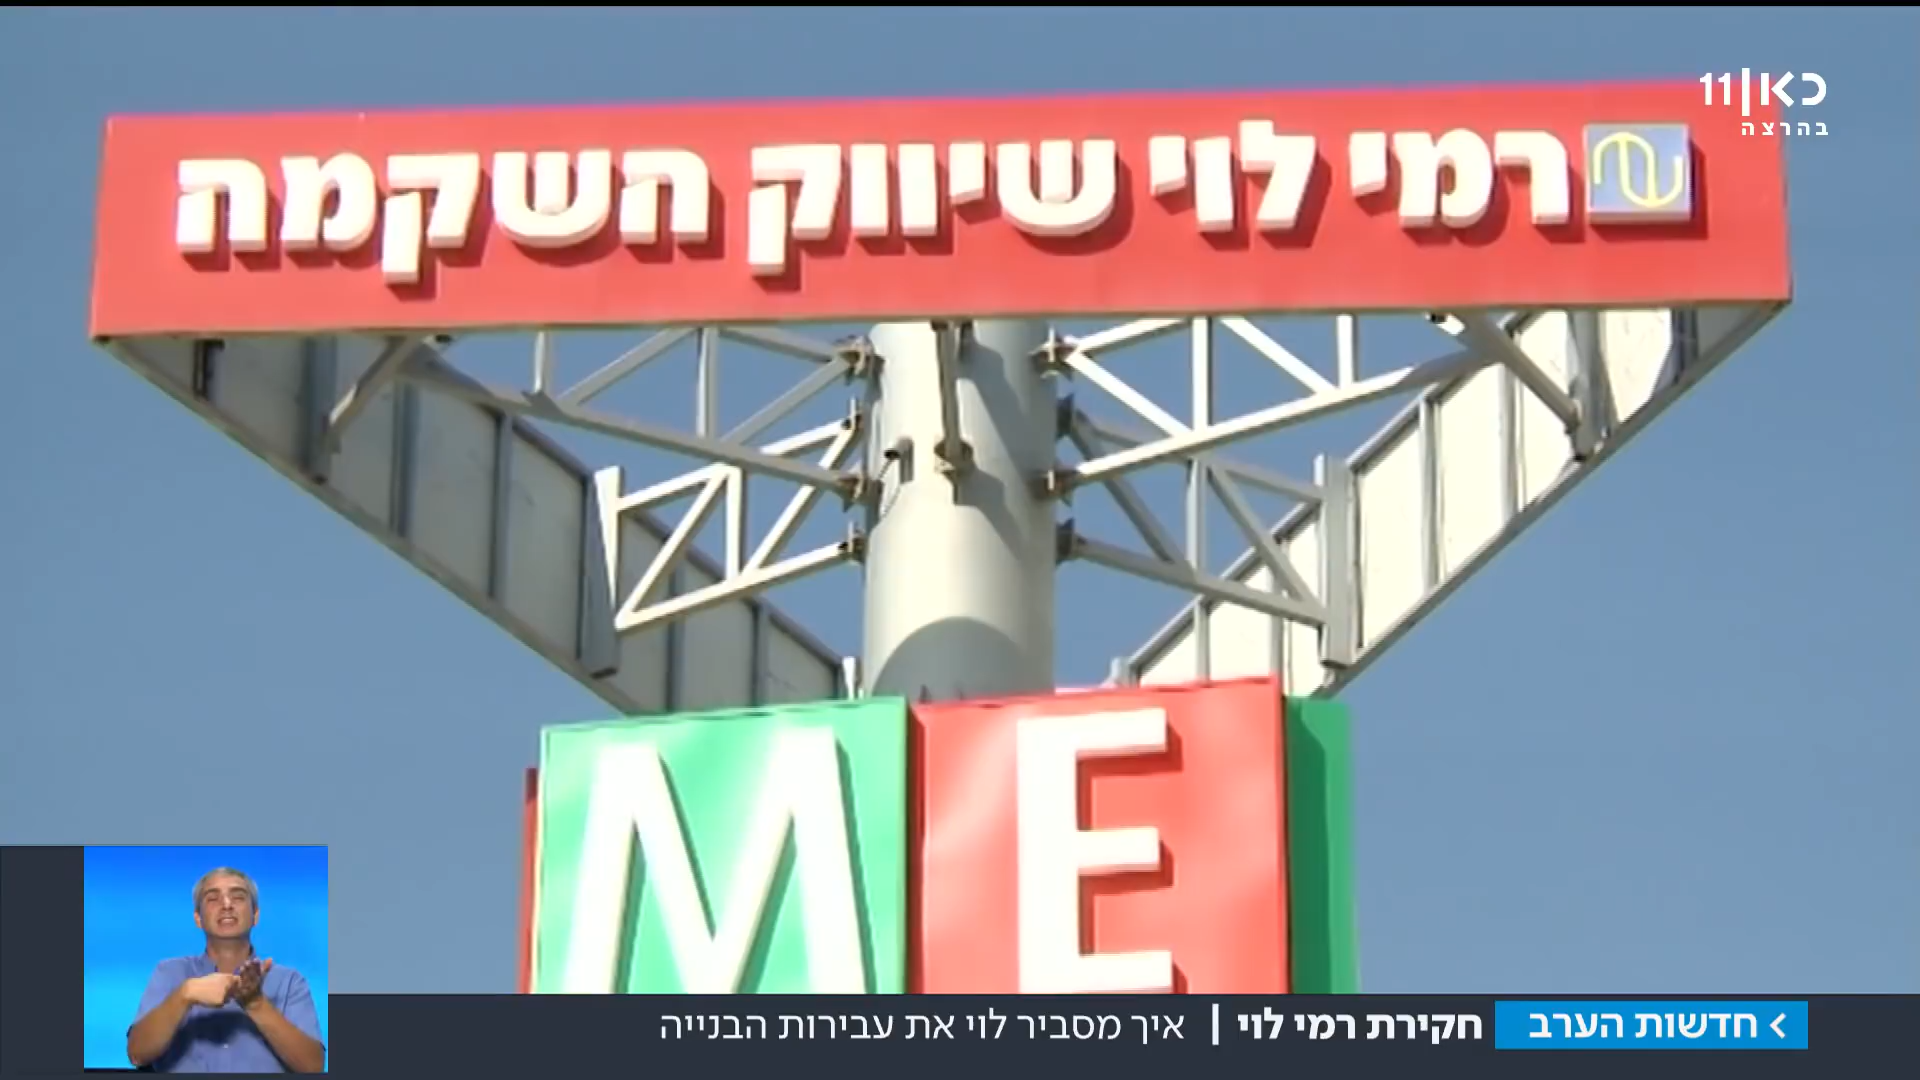 כאן 11
בהרצה
רמי לוי שיווק השקמה
ME
חדשות הערב
חקירת רמי לוי | איך מסביר לוי את עבירות הבנייה